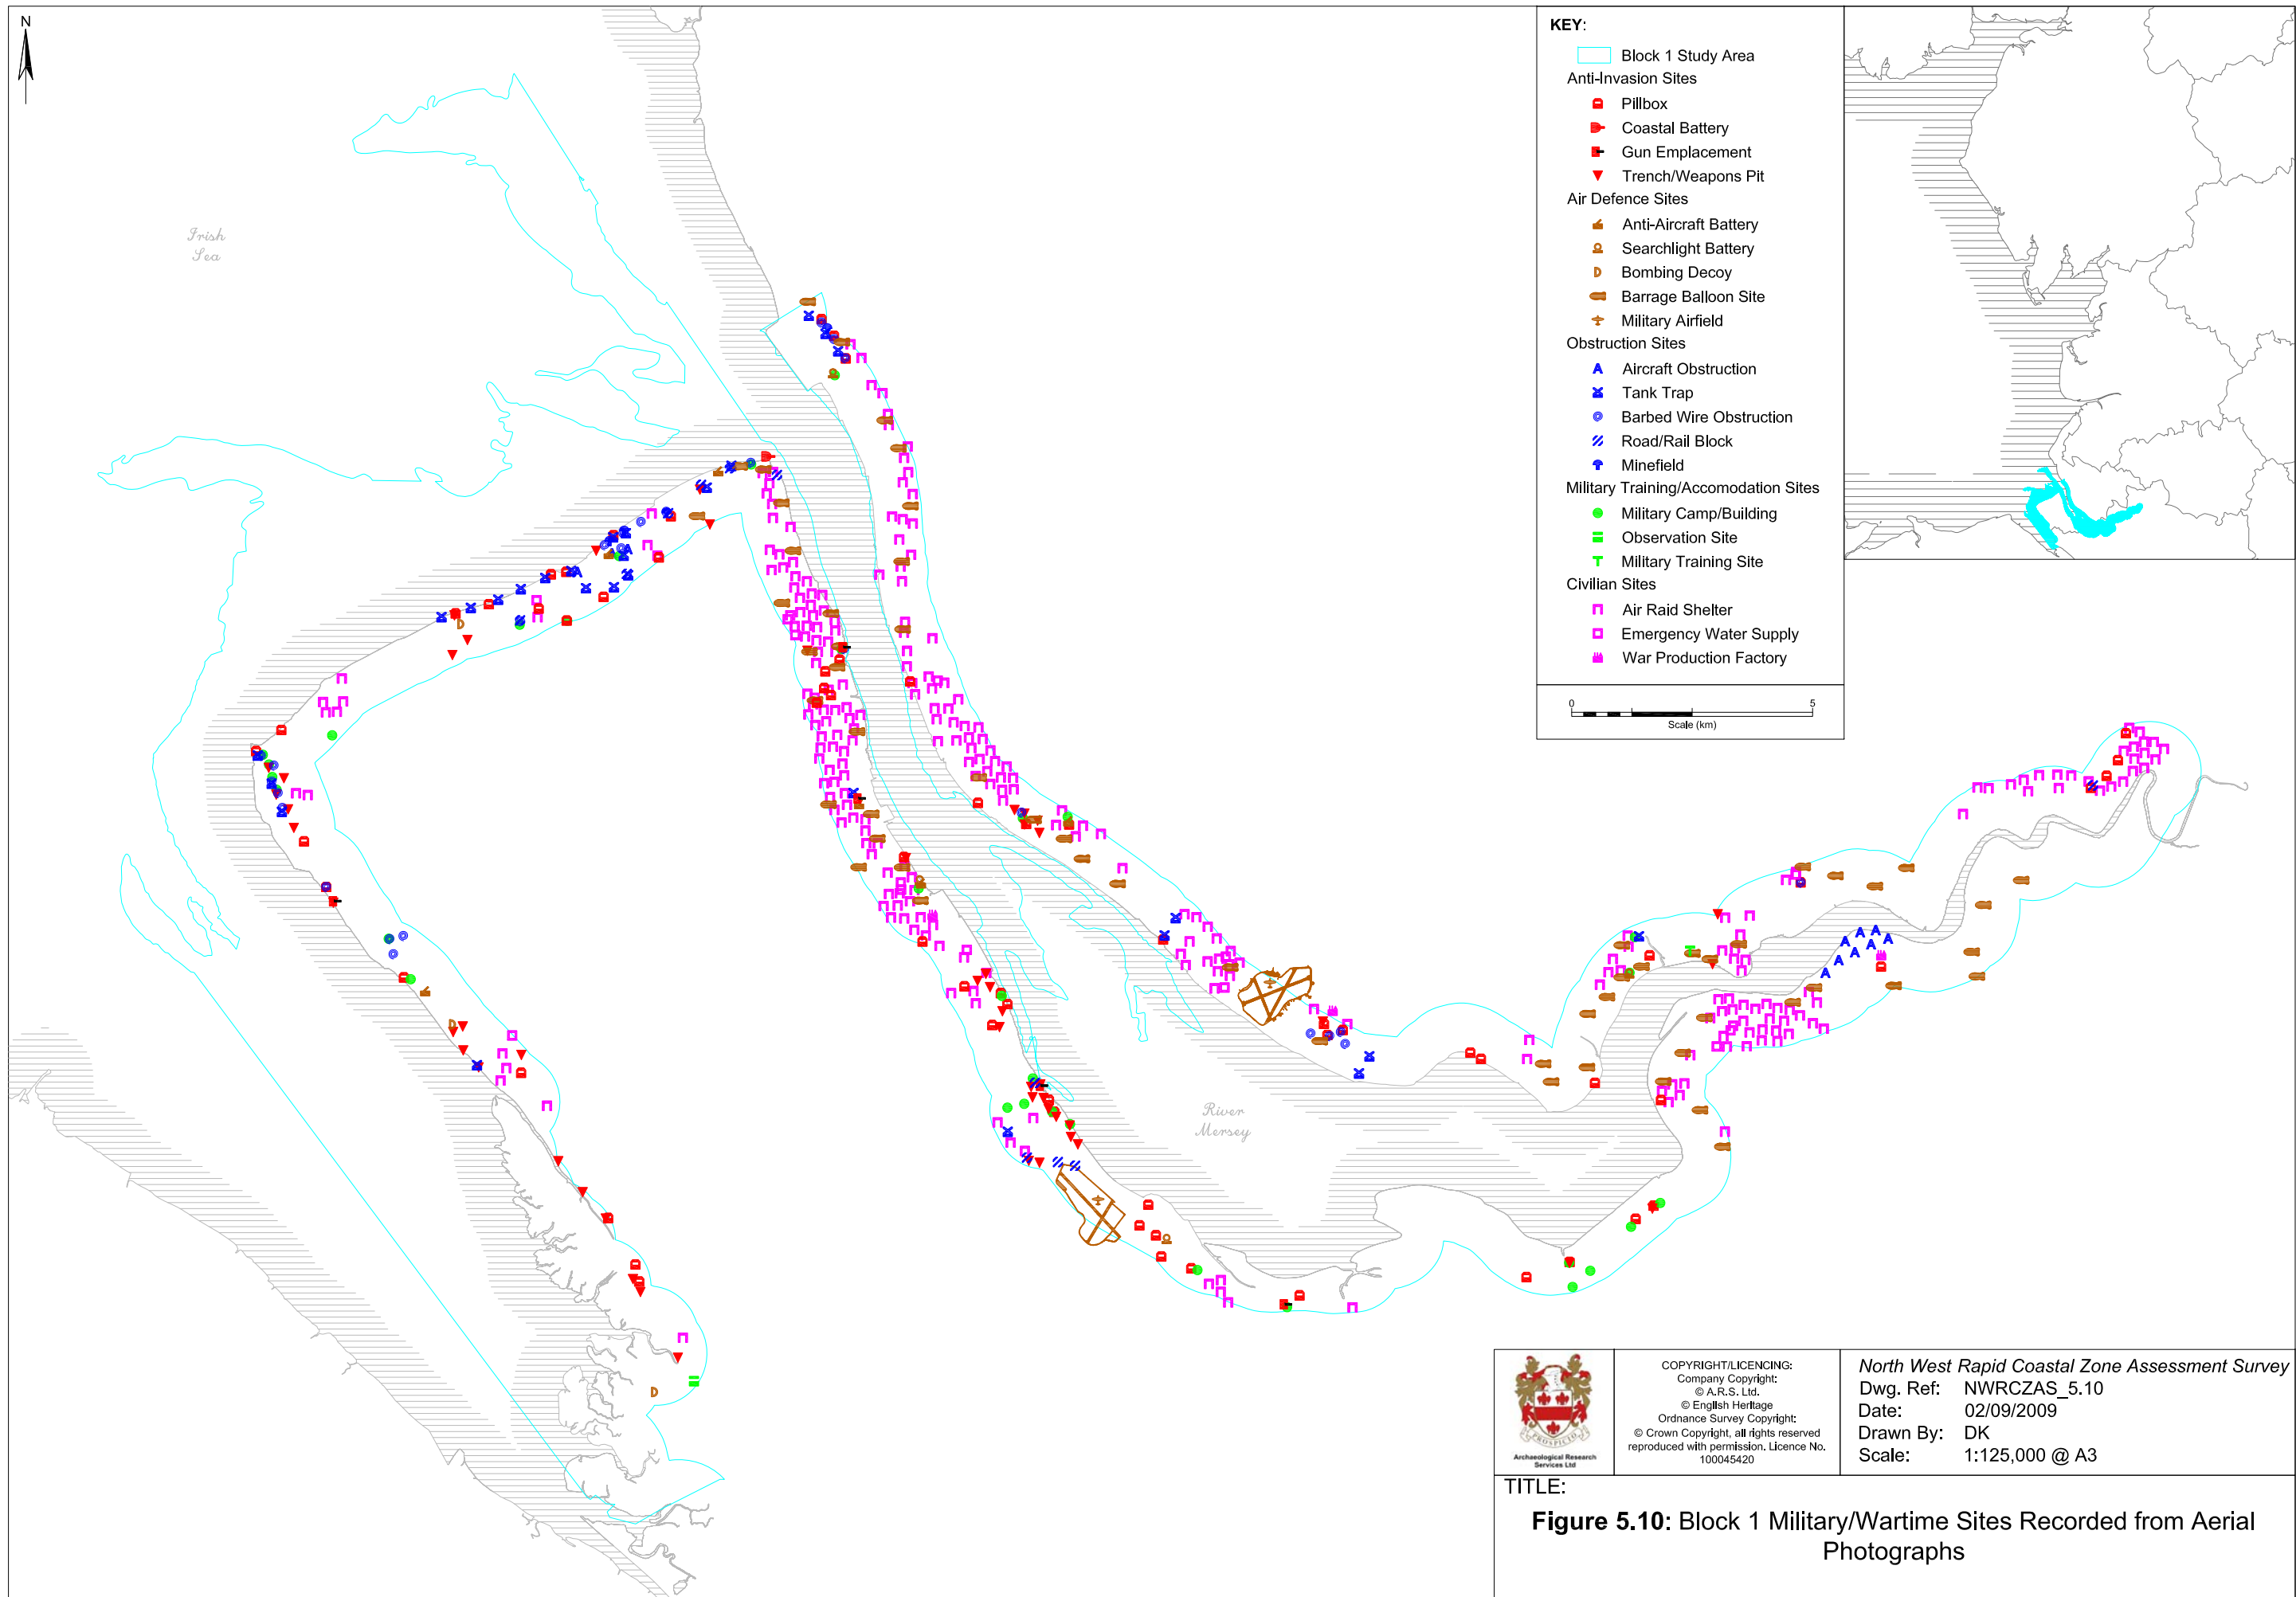 N
Irish
Sea
River
Mersey
KEY:
Block 1 Study Area
Anti-Invasion Sites
Pillbox
Coastal Battery
Gun Emplacement
Trench/Weapons Pit
Air Defence Sites
Anti-Aircraft Battery
Searchlight Battery
D Bombing Decoy
Barrage Balloon Site
Military Airfield
Obstruction Sites
A Aircraft Obstruction
Tank Trap
Barbed Wire Obstruction
Road/Rail Block
Minefield
Military Training/Accomodation Sites
Military Camp/Building
Observation Site
T Military Training Site
Civilian Sites
Air Raid Shelter
Emergency Water Supply
War Production Factory
0 5
Scale (km)
PROSPICIO
Archaeological Research
Services Ltd
COPYRIGHT/LICENCING:
Company Copyright:
© A.R.S. Ltd.
© English Heritage
Ordnance Survey Copyright:
© Crown Copyright, all rights reserved
reproduced with permission. Licence No.
100045420
North West Rapid Coastal Zone Assessment Survey
Dwg. Ref: NWRCZAS_5.10
Date: 02/09/2009
Drawn By: DK
Scale: 1:125,000 @ A3
TITLE:
Figure 5.10: Block 1 Military/Wartime Sites Recorded from Aerial
Photographs